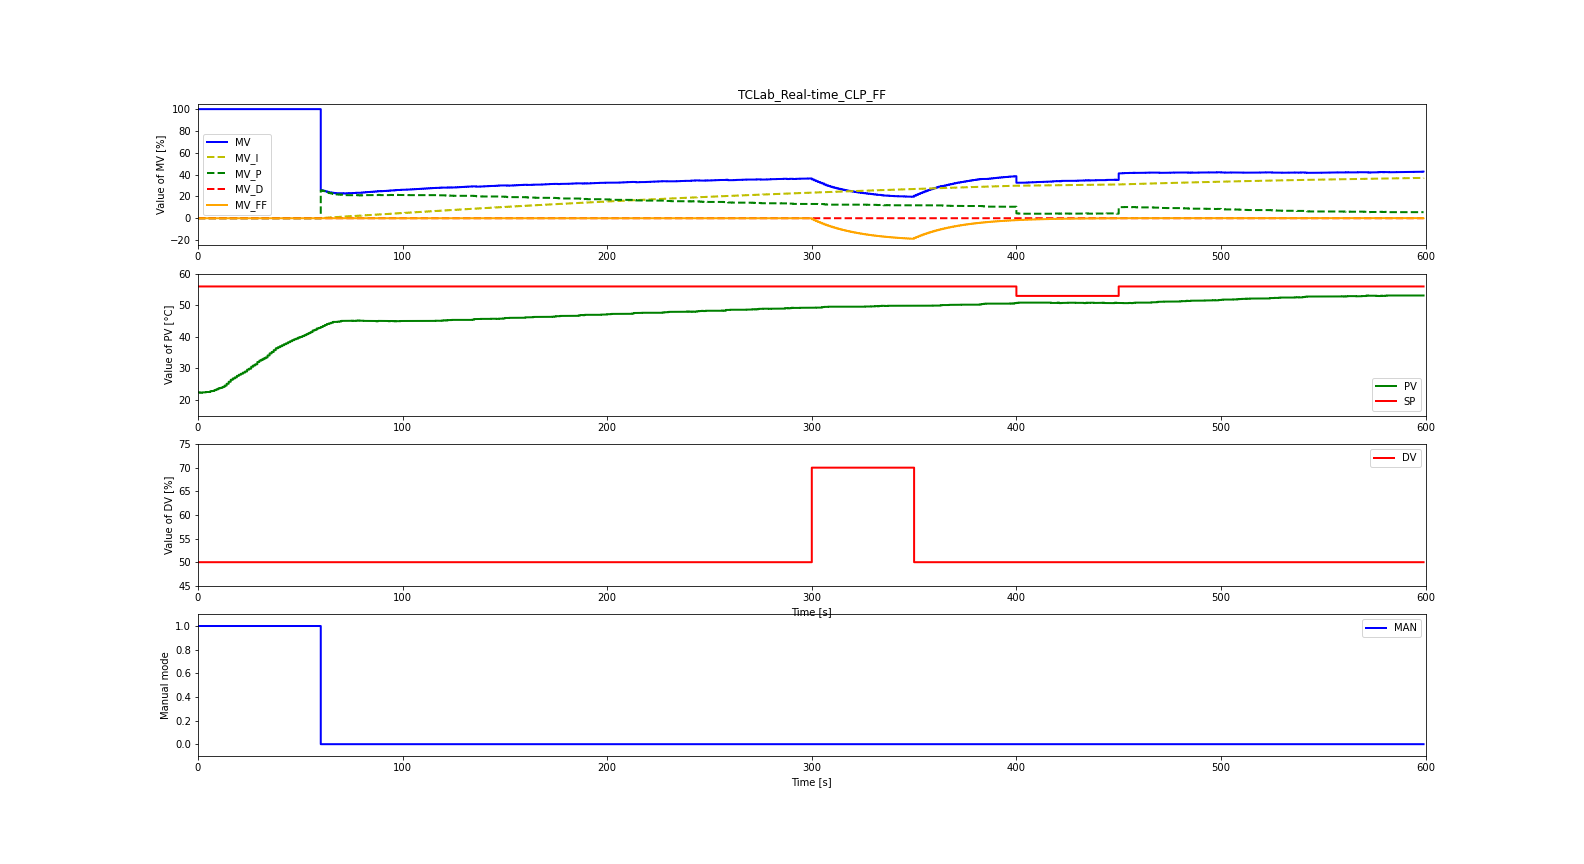 TCLab_Real-time_CLP_FF
Value of MV [%]
100
80
60
40
20
0
−20
MV
MV_I
MV_P
MV_D
MV_FF
0 100 200 300 400 500 600
Value of PV [°C]
60
50
40
30
20
PV
SP
0 100 200 300 400 500 600
Value of DV [%]
75
70
65
60
55
50
45
DV
0 100 200 300 400 500 600
Time [s]
Manual mode
1.0
0.8
0.6
0.4
0.2
0.0
MAN
0 100 200 300 400 500 600
Time [s]